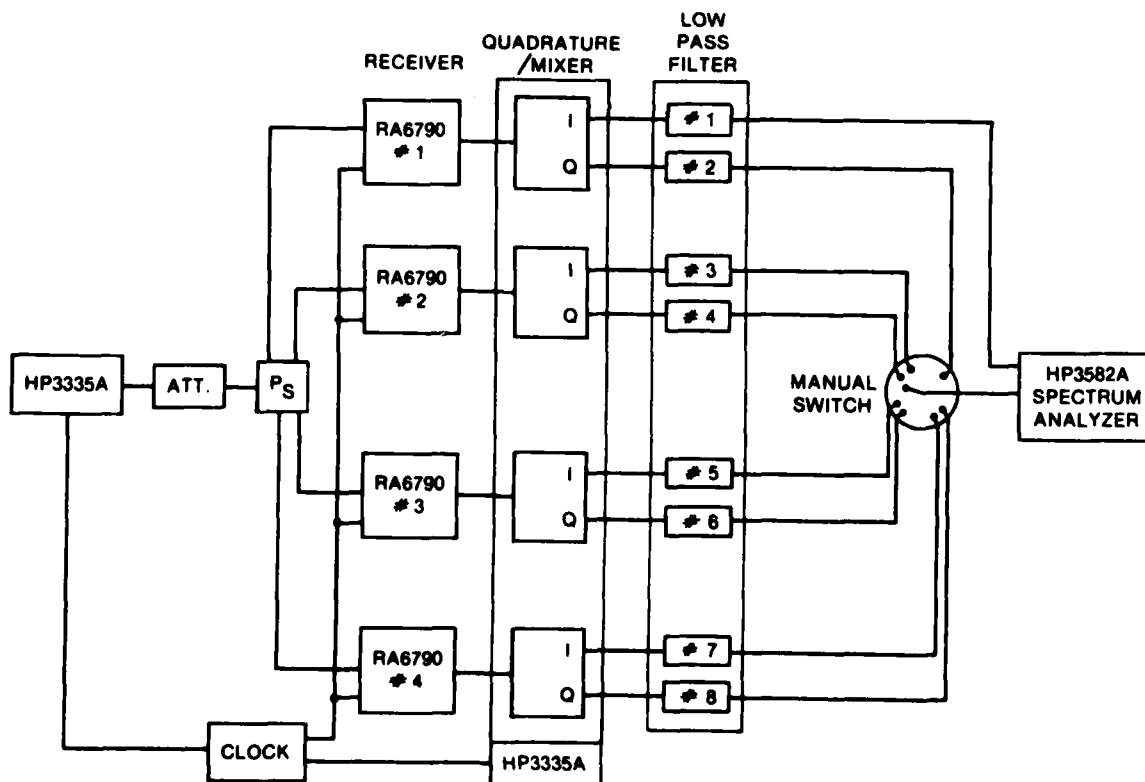 RECEIVER
QUADRATURE
/MIXER
LOW
PASS
FILTER
RA6790
# 1
I
Q
# 1
# 2
RA6790
# 2
I
Q
# 3
# 4
HP3335A
ATT.
PS
MANUAL
SWITCH
HP3582A
SPECTRUM
ANALYZER
RA6790
# 3
I
Q
# 5
# 6
RA6790
# 4
I
Q
# 7
# 8
CLOCK
HP3335A